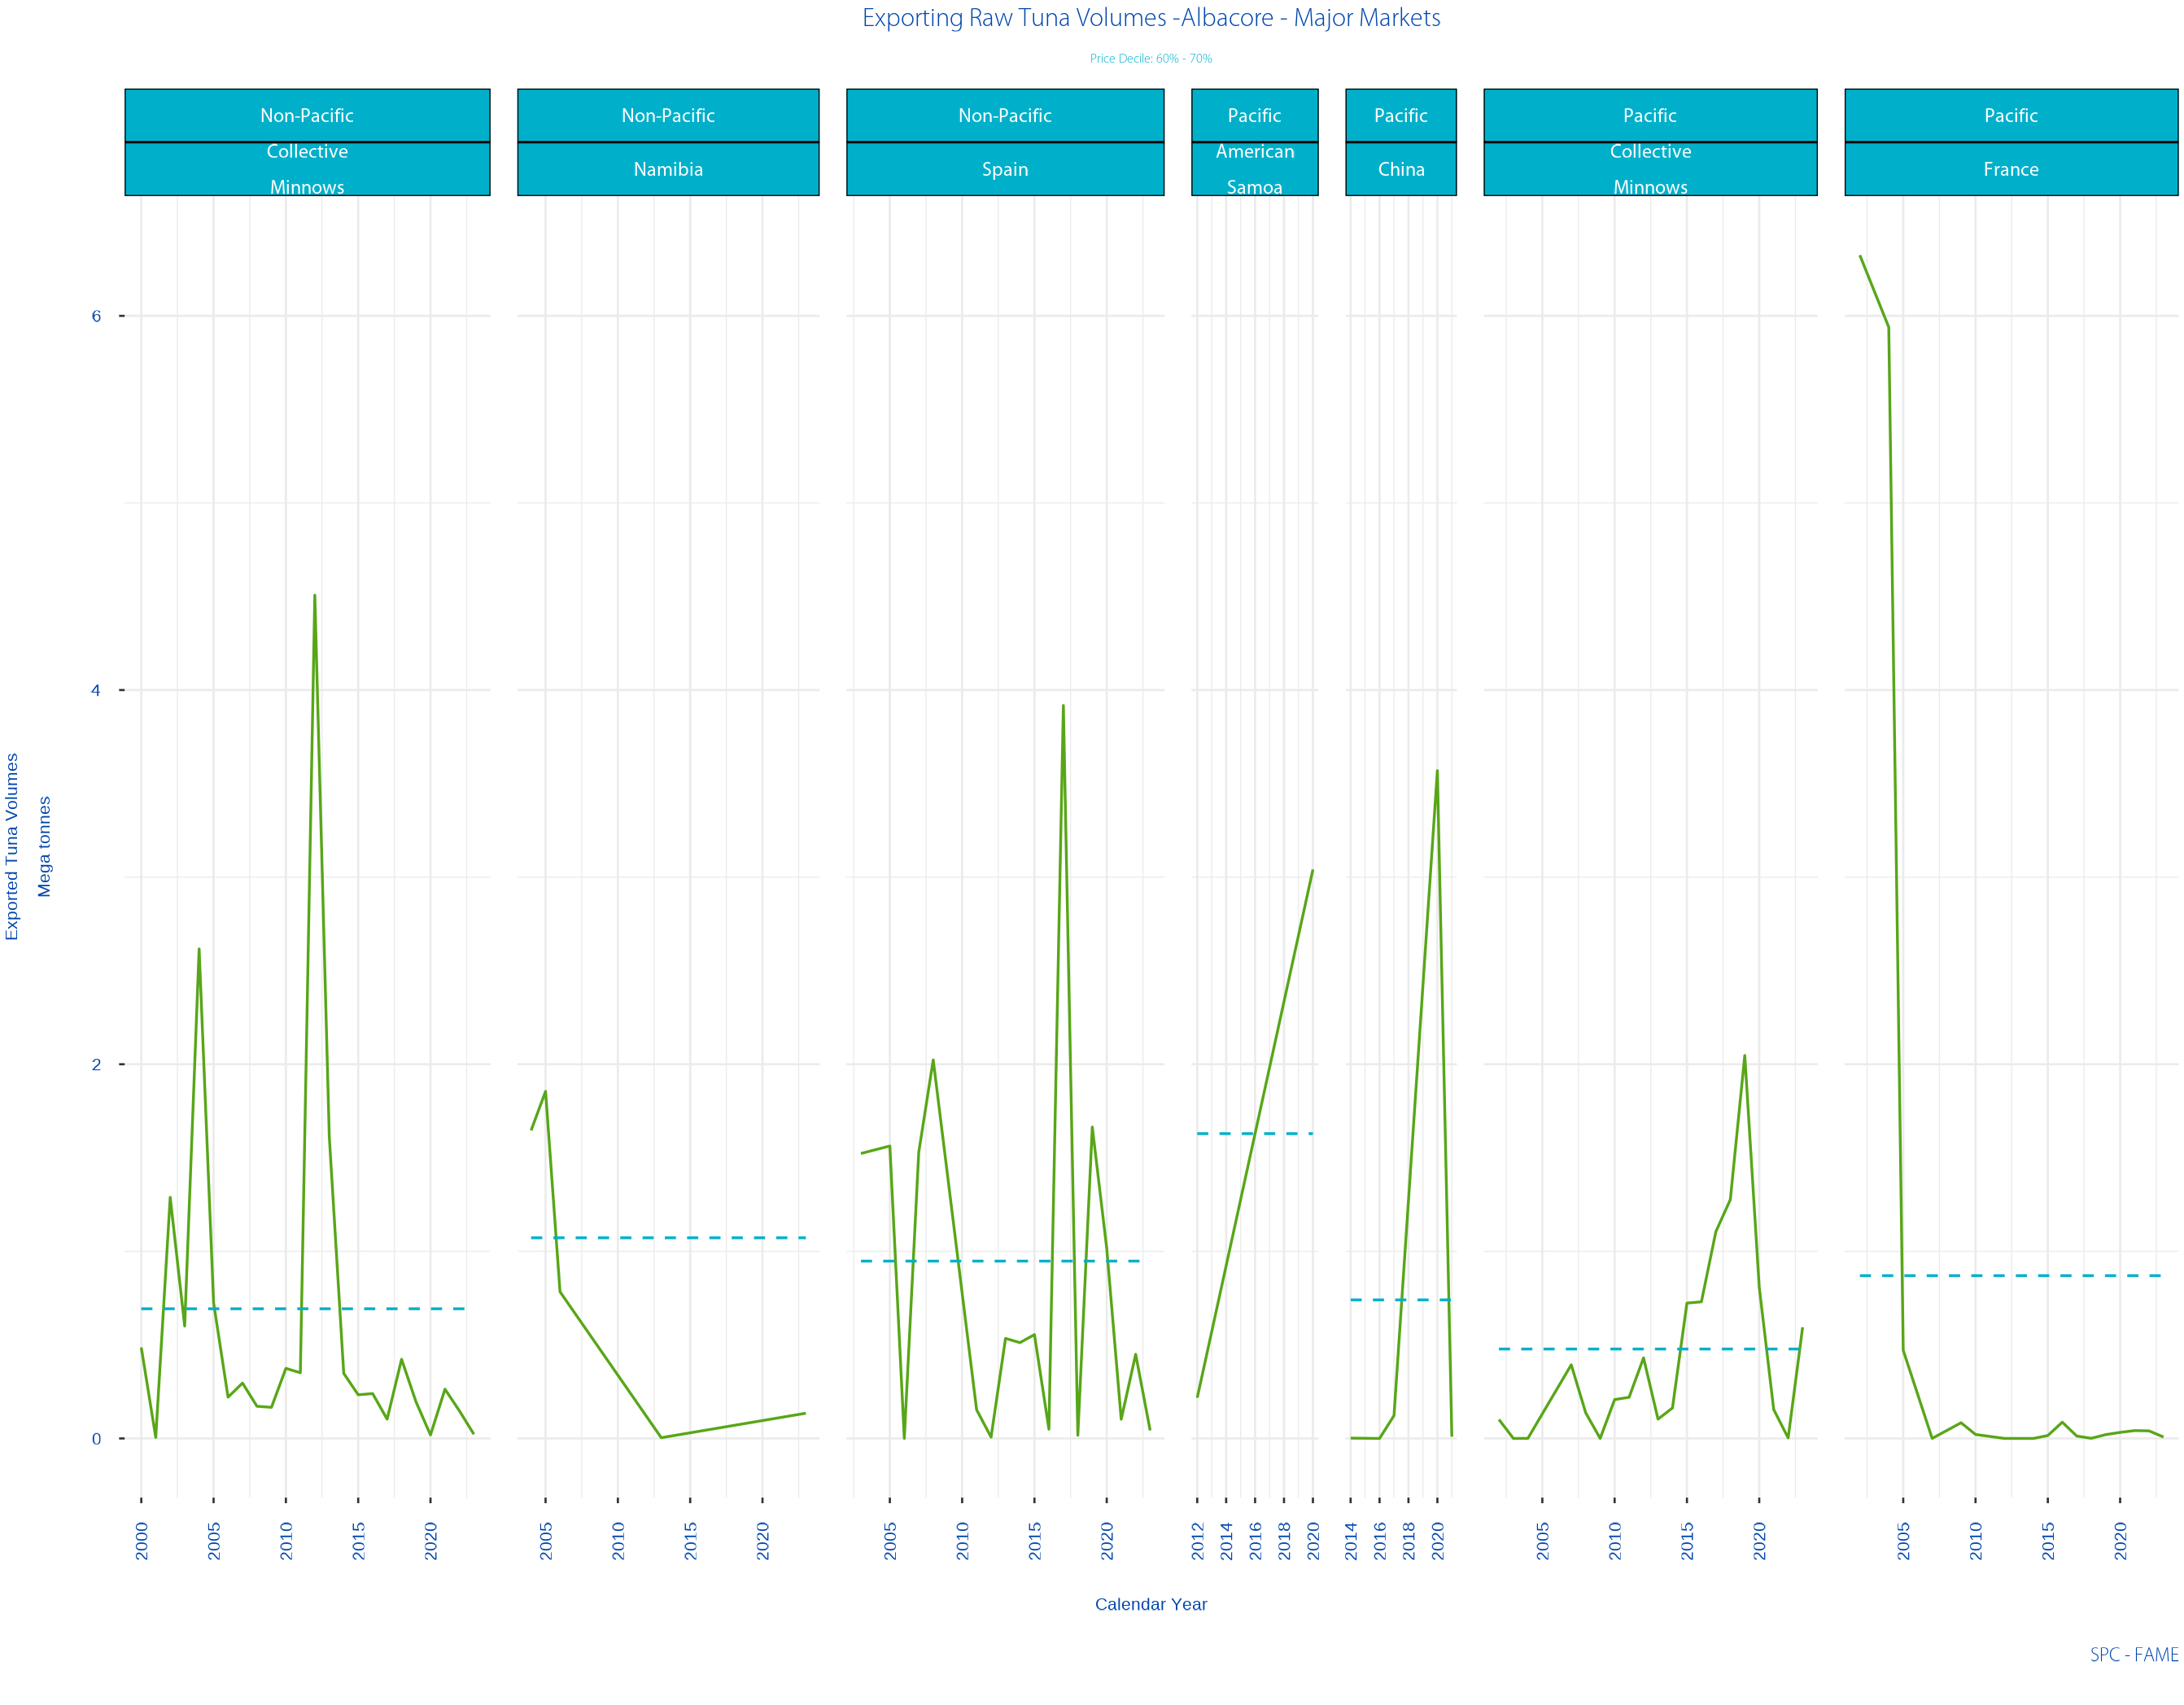 Exporting Raw Tuna Volumes -Albacore - Major Markets
Price Decile: 60% - 70%
Non-Pacific Non-Pacific Non-Pacific Pacific Pacific Pacific Pacific
Collective Minnows Namibia Spain American Samoa China Collective Minnows France
Exported Tuna Volumes
Mega tonnes
6
4
2
0
2000 2005 2010 2015 2020 2005 2010 2015 2020 2005 2010 2015 2020 2012 2014 2016 2018 2020 2014 2016 2018 2020 2005 2010 2015 2020 2005 2010 2015 2020
Calendar Year
SPC - FAME